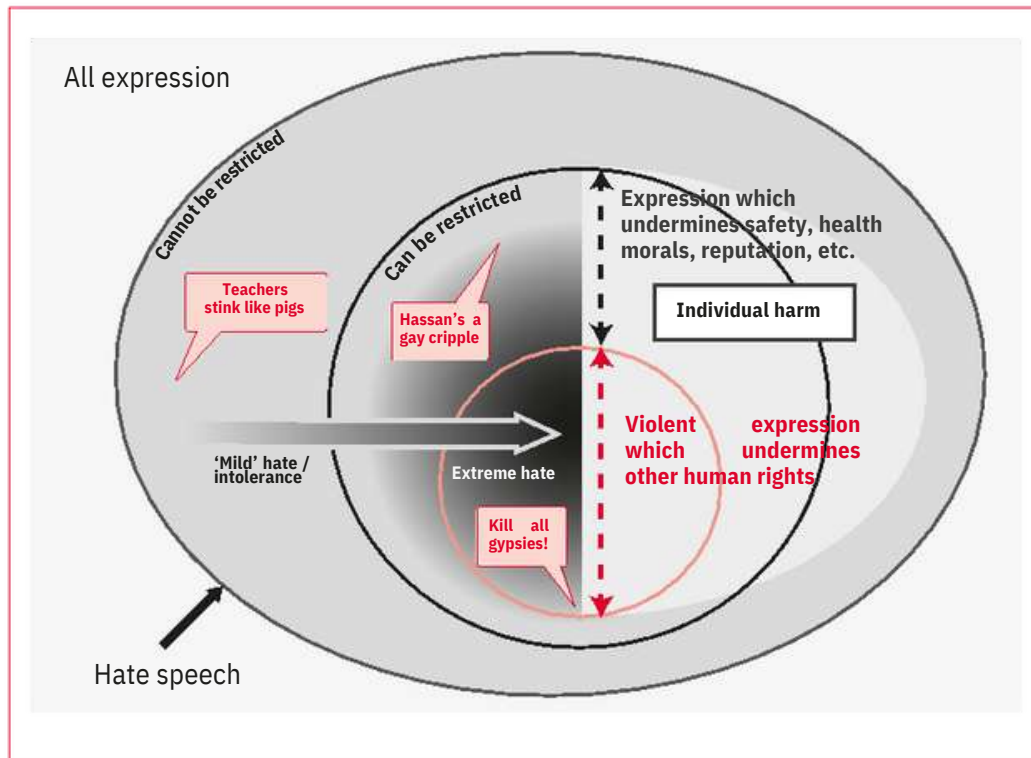 All expression
Cannot be restricted
Can be restricted
Expression which
undermines safety, health
morals, reputation, etc.
Teachers
stink like pigs
Hassan's a
gay cripple
Individual harm
Violent expression
which undermines
other human rights
'Mild' hate /
intolerance
Extreme hate
Kill all
gypsies!
Hate speech